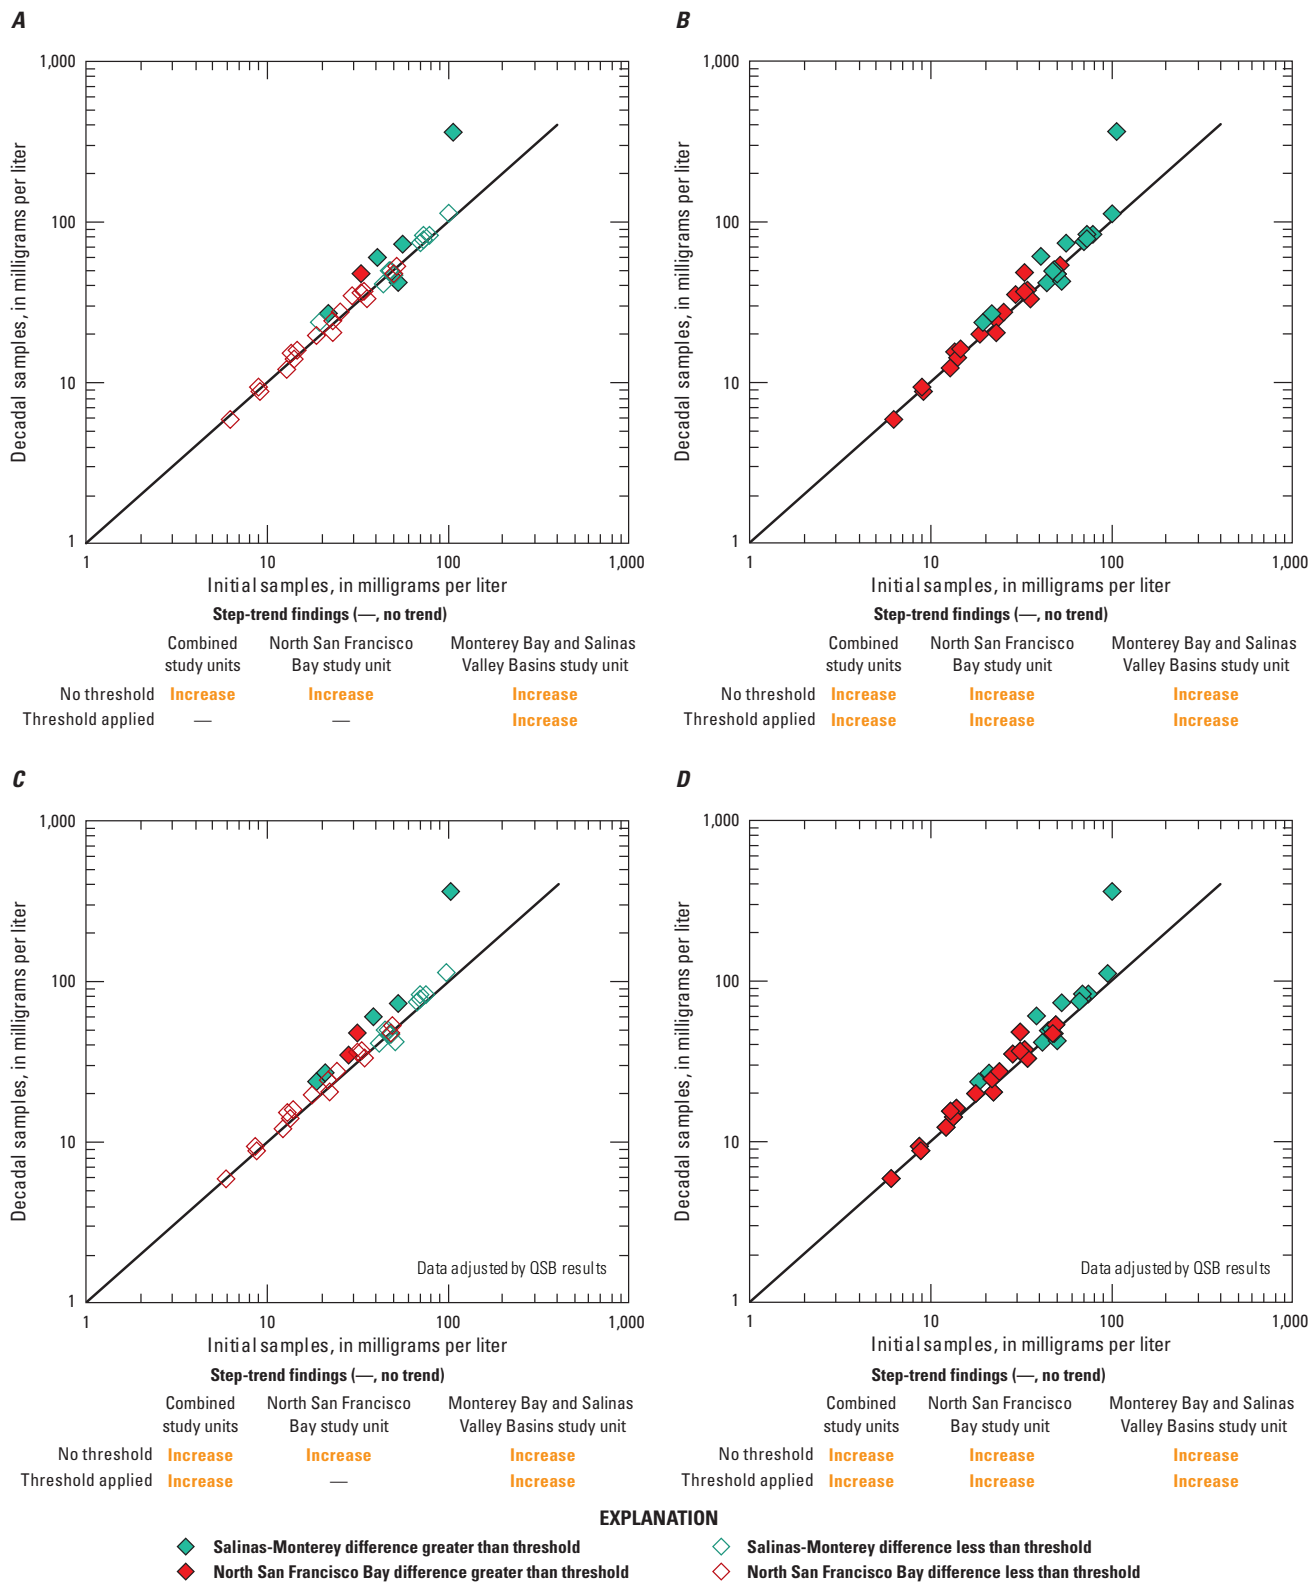 A
1,000
100
10
1
Decadal samples, in milligrams per liter
1 10 100 1,000
Initial samples, in milligrams per liter
Step-trend findings (—, no trend)
Combined study units
North San Francisco Bay study unit
Monterey Bay and Salinas Valley Basins study unit
No threshold Increase Increase Increase
Threshold applied — — Increase
B
1,000
100
10
1
Decadal samples, in milligrams per liter
1 10 100 1,000
Initial samples, in milligrams per liter
Step-trend findings (—, no trend)
Combined study units
North San Francisco Bay study unit
Monterey Bay and Salinas Valley Basins study unit
No threshold Increase Increase Increase
Threshold applied Increase Increase Increase
C
1,000
100
10
1
Decadal samples, in milligrams per liter
Data adjusted by QSB results
1 10 100 1,000
Initial samples, in milligrams per liter
Step-trend findings (—, no trend)
Combined study units
North San Francisco Bay study unit
Monterey Bay and Salinas Valley Basins study unit
No threshold Increase Increase Increase
Threshold applied Increase — Increase
D
1,000
100
10
1
Decadal samples, in milligrams per liter
Data adjusted by QSB results
1 10 100 1,000
Initial samples, in milligrams per liter
Step-trend findings (—, no trend)
Combined study units
North San Francisco Bay study unit
Monterey Bay and Salinas Valley Basins study unit
No threshold Increase Increase Increase
Threshold applied Increase Increase Increase
EXPLANATION
Salinas-Monterey difference greater than threshold
North San Francisco Bay difference greater than threshold
Salinas-Monterey difference less than threshold
North San Francisco Bay difference less than threshold